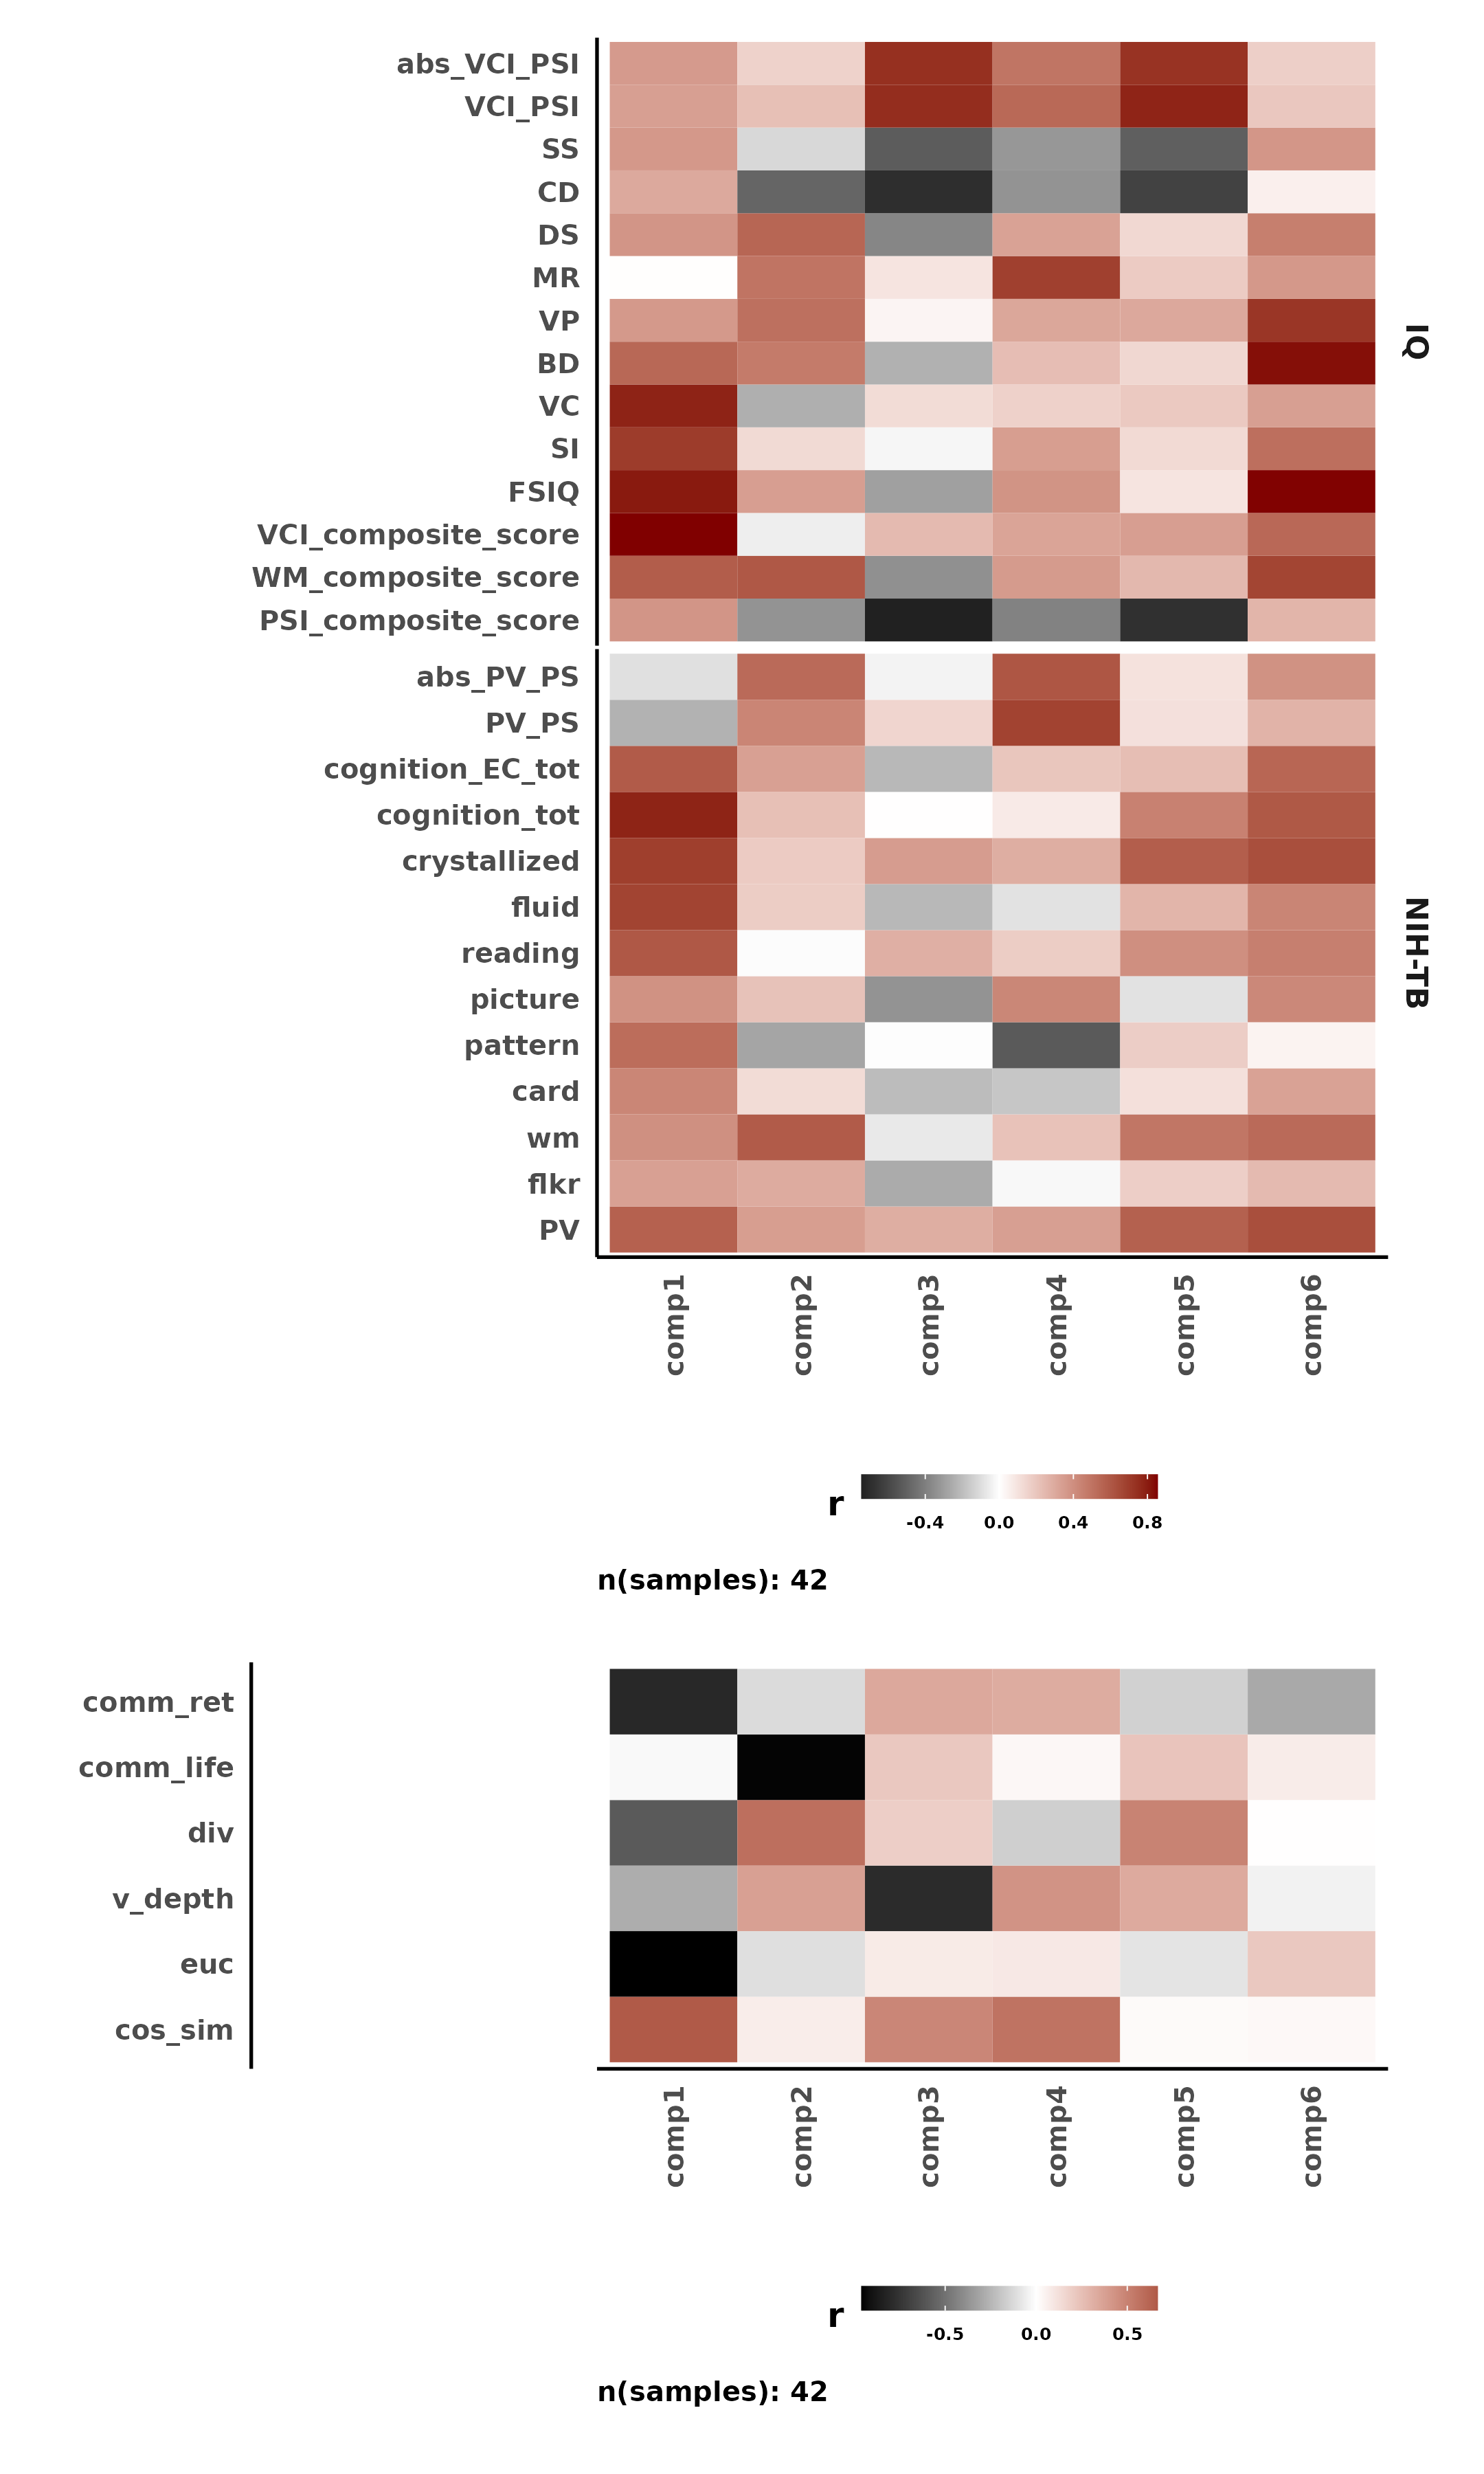 abs_VCI_PSI
VCI_PSI
SS
CD
DS
MR
VP
BD
VC
SI
FSIQ
VCI_composite_score
WM_composite_score
PSI_composite_score
IQ
abs_PV_PS
PV_PS
cognition_EC_tot
cognition_tot
crystallized
fluid
reading
picture
pattern
card
wm
flkr
PV
NIH-TB
comp1 comp2 comp3 comp4 comp5 comp6
r
-0.4 0.0 0.4 0.8
n(samples): 42
comm_ret
comm_life
div
v_depth
euc
cos_sim
comp1 comp2 comp3 comp4 comp5 comp6
r
-0.5 0.0 0.5
n(samples): 42